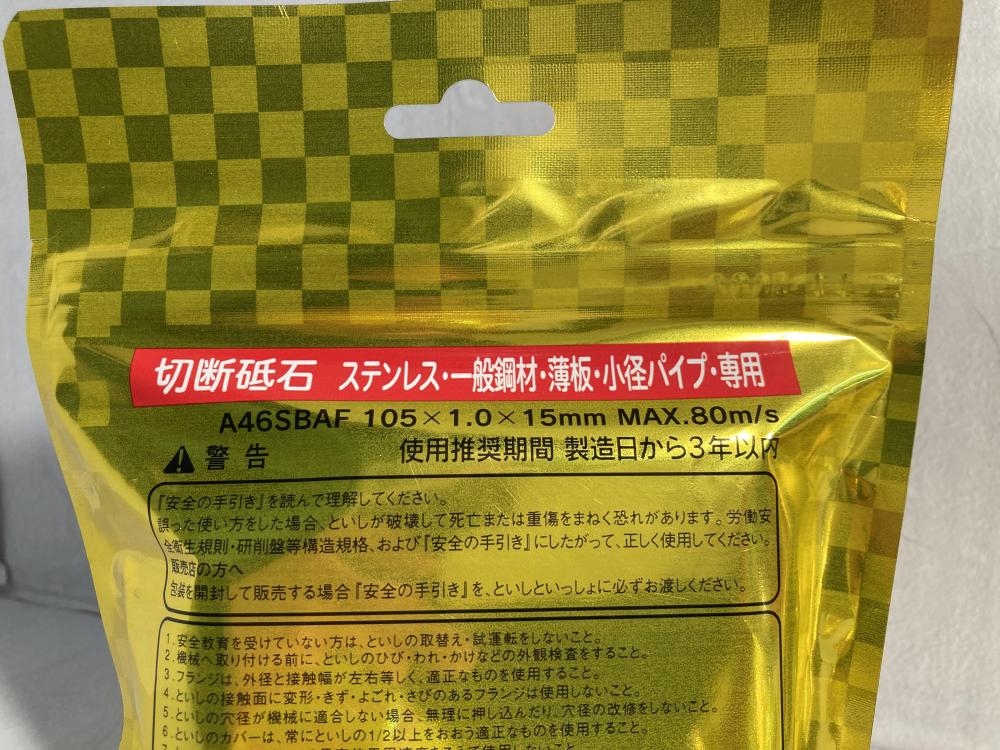 切断砥石 ステンレス・一般鋼材・薄板・小径パイプ・専用
A46SBAF 105×1.0×15mm MAX.80m/s
警告 使用推奨期間 製造日から3年以内
『安全の手引き』を読んで理解してください。
誤った使い方をした場合、といしが破壊して死亡または重傷をまねく恐れがあります。労働安
全衛生規則・研削盤等構造規格、および『安全の手引き』にしたがって、正しく使用してください。
販売店の方へ
包装を開封して販売する場合『安全の手引き』を、といしといっしょに必ずお渡しください。
1.安全教育を受けていない方は、といしの取替え・試運転をしないこと。
2.機械へ取り付ける前に、といしのひび・われ・かけなどの外観検査をすること。
3.フランジは、外径と接触幅が左右等しく、適正なものを使用すること。
4.といしの接触面に変形・きず・よごれ・さびのあるフランジは使用しないこと。
5.といしの穴径が機械に適合しない場合、無理に押し込んだり、穴径の改修をしないこと。
6.といしのカバーは、常にといしの1/2以上をおおう適正なものを使用すること。